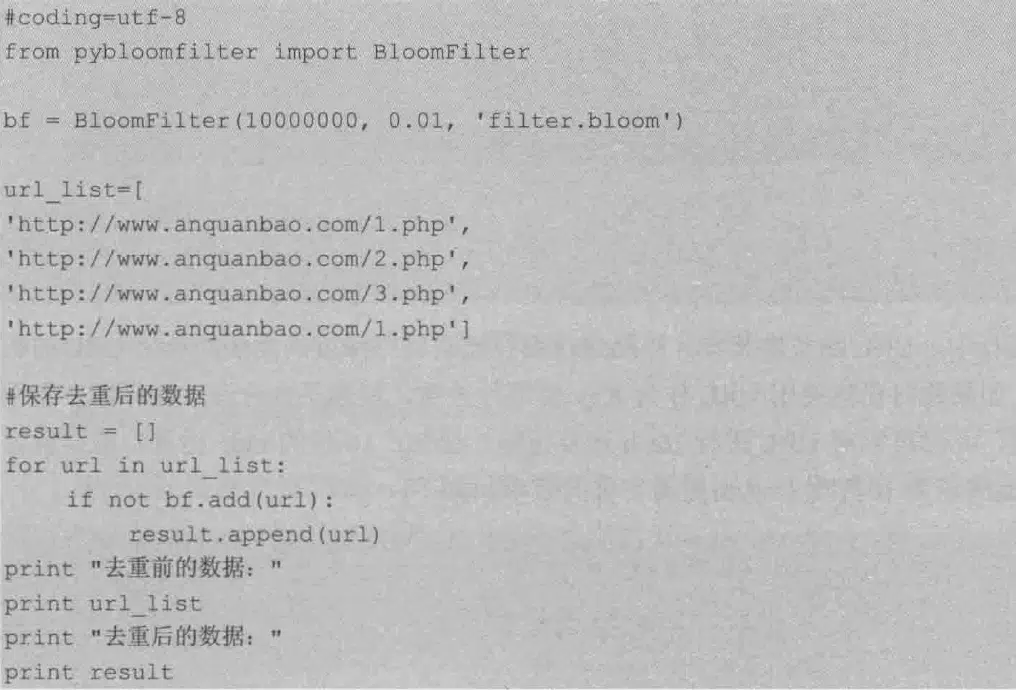 #coding=utf-8
from pybloomfilter import BloomFilter
bf = BloomFilter(10000000, 0.01, 'filter.bloom')
url_list=[
'http://www.anquanbao.com/1.php',
'http://www.anquanbao.com/2.php',
'http://www.anquanbao.com/3.php',
'http://www.anquanbao.com/1.php']
#保存去重后的数据
result = []
for url in url_list:
    if not bf.add(url):
        result.append(url)
print "去重前的数据："
print url_list
print "去重后的数据："
print result